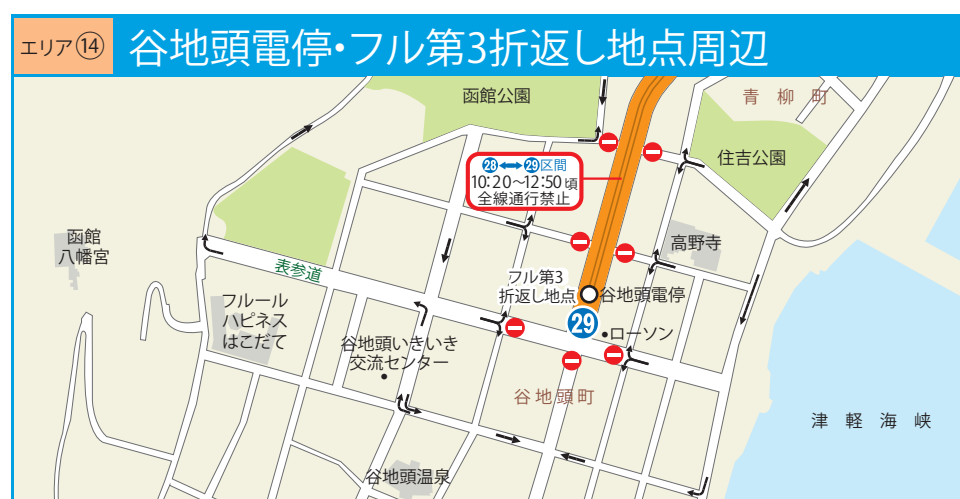 エリア⑭
谷地頭電停・フル第3折返し地点周辺
函館公園
青柳町
住吉公園
28⟷29区間
10:20～12:50頃
全線通行禁止
函館
八幡宮
高野寺
表参道
フル第3
折返し地点
谷地頭電停
フルール
ハピネス
はこだて
29
ローソン
谷地頭いきいき
交流センター
谷地頭町
津軽海峡
谷地頭温泉